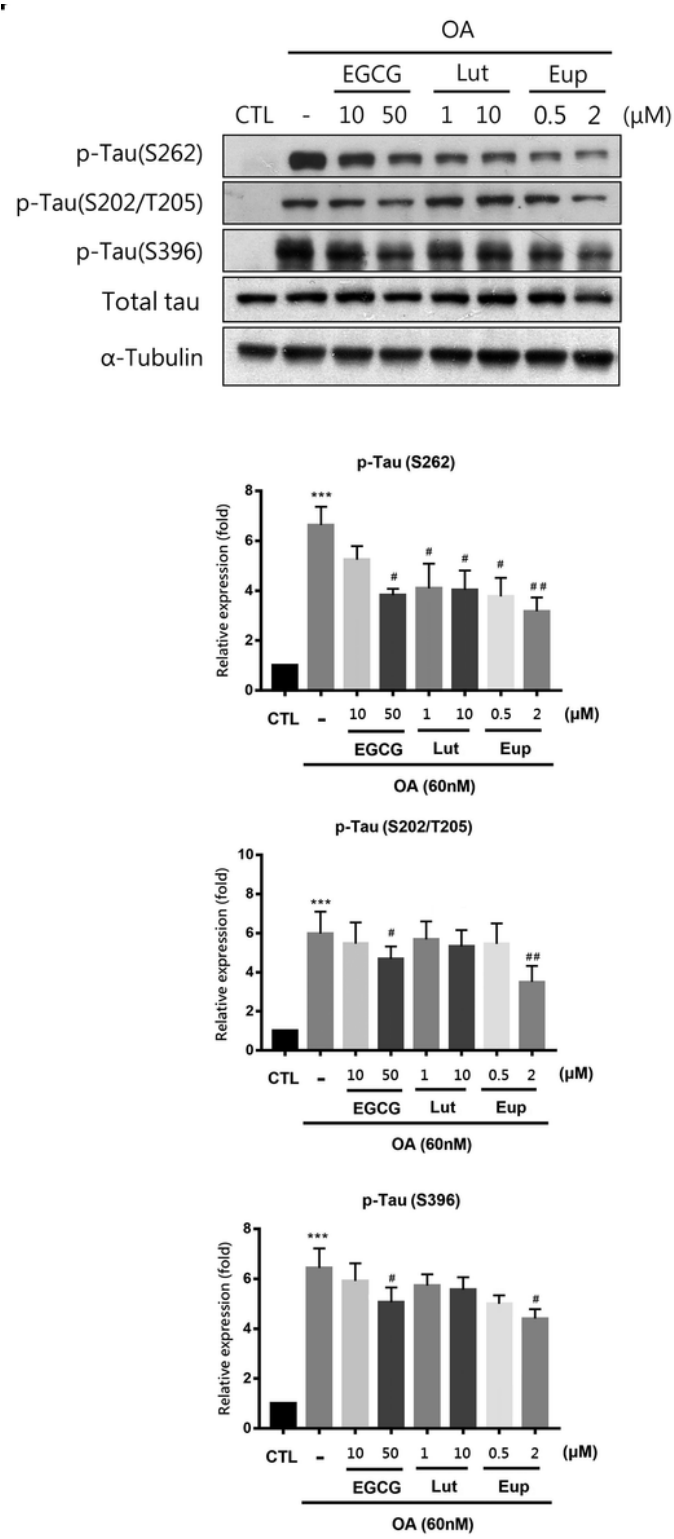 OA
EGCG Lut Eup
CTL - 10 50 1 10 0.5 2 (μM)
p-Tau(S262)
p-Tau(S202/T205)
p-Tau(S396)
Total tau
α-Tubulin
p-Tau (S262)
Relative expression (fold)
8
6
4
2
0
***
#
#
#
#
##
CTL - 10 50 1 10 0.5 2 (μM)
EGCG Lut Eup
OA (60nM)
p-Tau (S202/T205)
Relative expression (fold)
10
8
6
4
2
0
***
#
##
CTL - 10 50 1 10 0.5 2 (μM)
EGCG Lut Eup
OA (60nM)
p-Tau (S396)
Relative expression (fold)
8
6
4
2
0
***
#
#
CTL - 10 50 1 10 0.5 2 (μM)
EGCG Lut Eup
OA (60nM)